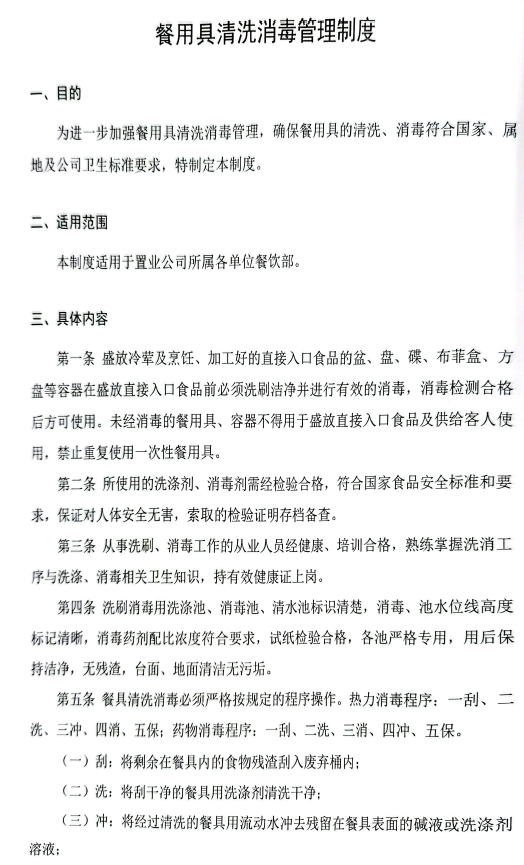 餐用具清洗消毒管理制度
一、目的
为进一步加强餐用具清洗消毒管理，确保餐用具的清洗、消毒符合国家、属
地及公司卫生标准要求，特制定本制度。
二、适用范围
本制度适用于置业公司所属各单位餐饮部。
三、具体内容
第一条 盛放冷荤及烹饪、加工好的直接入口食品的盆、盘、碟、布菲盒、方
盘等容器在盛放直接入口食品前必须洗刷洁净并进行有效的消毒，消毒检测合格
后方可使用。未经消毒的餐用具、容器不得用于盛放直接入口食品及供给客人使
用，禁止重复使用一次性餐用具。
第二条 所使用的洗涤剂、消毒剂需经检验合格，符合国家食品安全标准和要
求，保证对人体安全无害，索取的检验证明存档备查。
第三条 从事洗刷、消毒工作的从业人员经健康、培训合格，熟练掌握洗消工
序与洗涤、消毒相关卫生知识，持有效健康证上岗。
第四条 洗刷消毒用洗涤池、消毒池、清水池标识清楚，消毒、池水位线高度
标记清晰，消毒药剂配比浓度符合要求，试纸检验合格，各池严格专用，用后保
持洁净，无残渣，台面、地面清洁无污垢。
第五条 餐具清洗消毒必须严格按规定的程序操作。热力消毒程序：一刮、二
洗、三冲、四消、五保；药物消毒程序：一刮、二洗、三消、四冲、五保。
（一）刮：将剩余在餐具内的食物残渣刮入废弃桶内；
（二）洗：将刮干净的餐具用洗涤剂清洗干净；
（三）冲：将经过清洗的餐具用流动水冲去残留在餐具表面的碱液或洗涤剂
溶液；